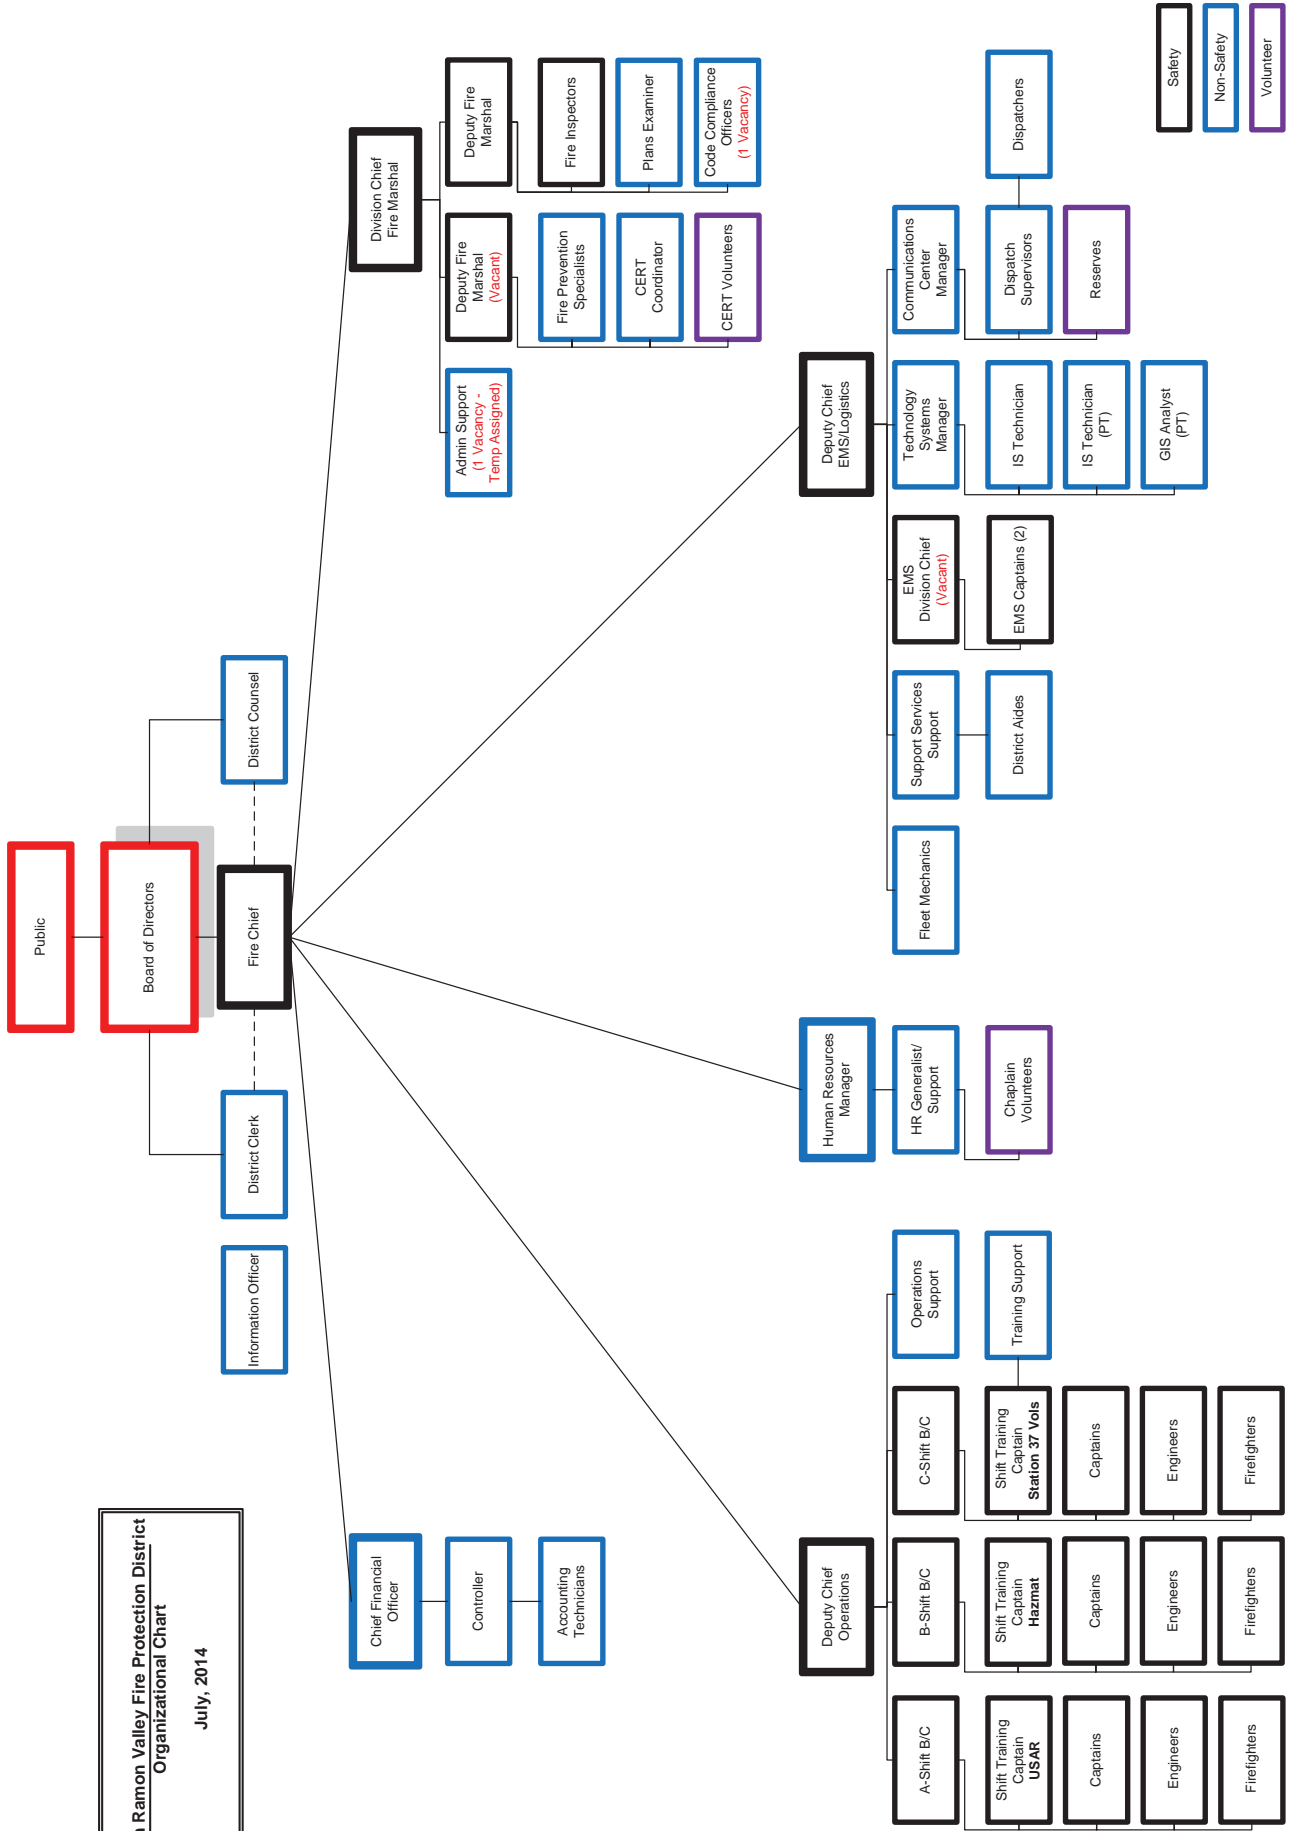 n Ramon Valley Fire Protection District
Organizational Chart
July, 2014
Public
Board of Directors
Fire Chief
Information Officer
District Clerk
District Counsel
Chief Financial
Officer
Controller
Accounting
Technicians
Division Chief
Fire Marshal
Admin Support
(1 Vacancy -
Temp Assigned)
Deputy Fire
Marshal
(Vacant)
Fire Prevention
Specialists
CERT
Coordinator
CERT Volunteers
Deputy Fire
Marshal
Fire Inspectors
Plans Examiner
Code Compliance
Officers
(1 Vacancy)
Deputy Chief
Operations
A-Shift B/C
Shift Training
Captain
USAR
Captains
Engineers
Firefighters
B-Shift B/C
Shift Training
Captain
Hazmat
Captains
Engineers
Firefighters
C-Shift B/C
Shift Training
Captain
Station 37 Vols
Captains
Engineers
Firefighters
Operations
Support
Training Support
Human Resources
Manager
HR Generalist/
Support
Chaplain
Volunteers
Deputy Chief
EMS/Logistics
Fleet Mechanics
Support Services
Support
District Aides
EMS
Division Chief
(Vacant)
EMS Captains (2)
Technology
Systems
Manager
IS Technician
IS Technician
(PT)
GIS Analyst
(PT)
Communications
Center
Manager
Dispatch
Supervisors
Reserves
Dispatchers
Safety
Non-Safety
Volunteer